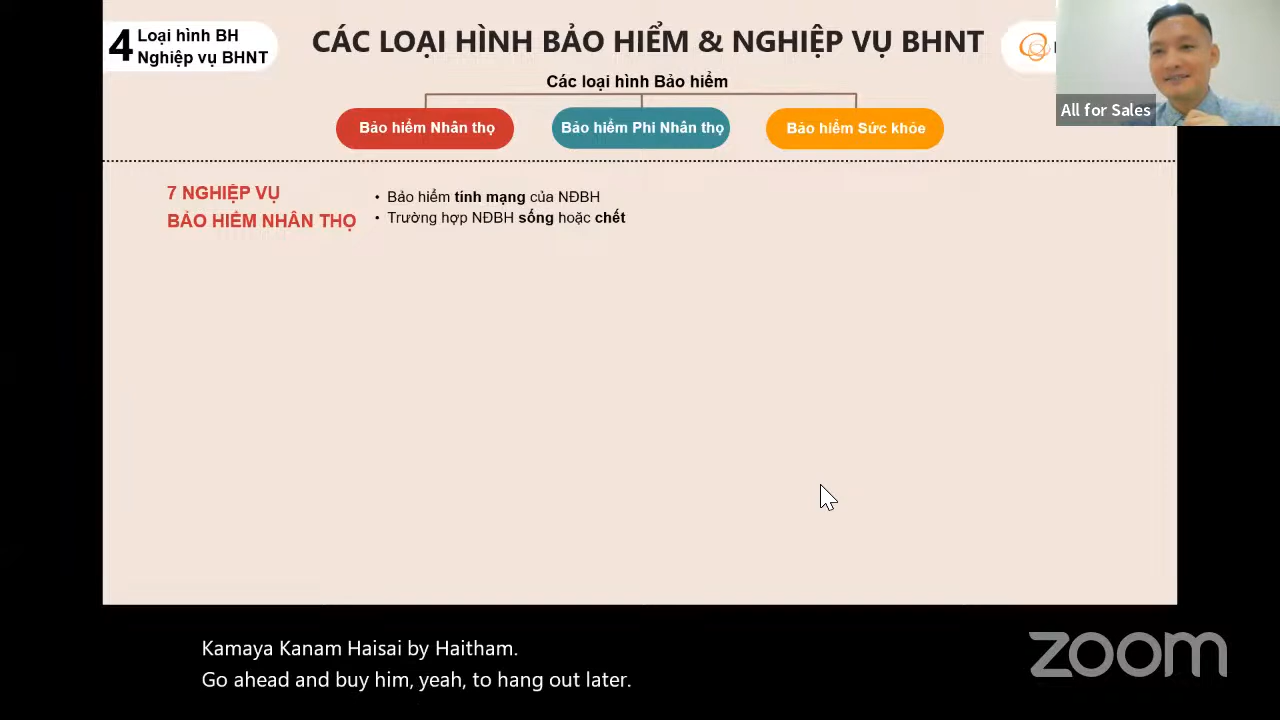 4
Loại hình BH
Nghiệp vụ BHNT
CÁC LOẠI HÌNH BẢO HIỂM & NGHIỆP VỤ BHNT
All for Sales
Các loại hình Bảo hiểm
Bảo hiểm Nhân thọ
Bảo hiểm Phi Nhân thọ
Bảo hiểm Sức khỏe
7 NGHIỆP VỤ
BẢO HIỂM NHÂN THỌ
• Bảo hiểm tính mạng của NĐBH
• Trường hợp NĐBH sống hoặc chết
Kamaya Kanam Haisai by Haitham.
Go ahead and buy him, yeah, to hang out later.
zoom